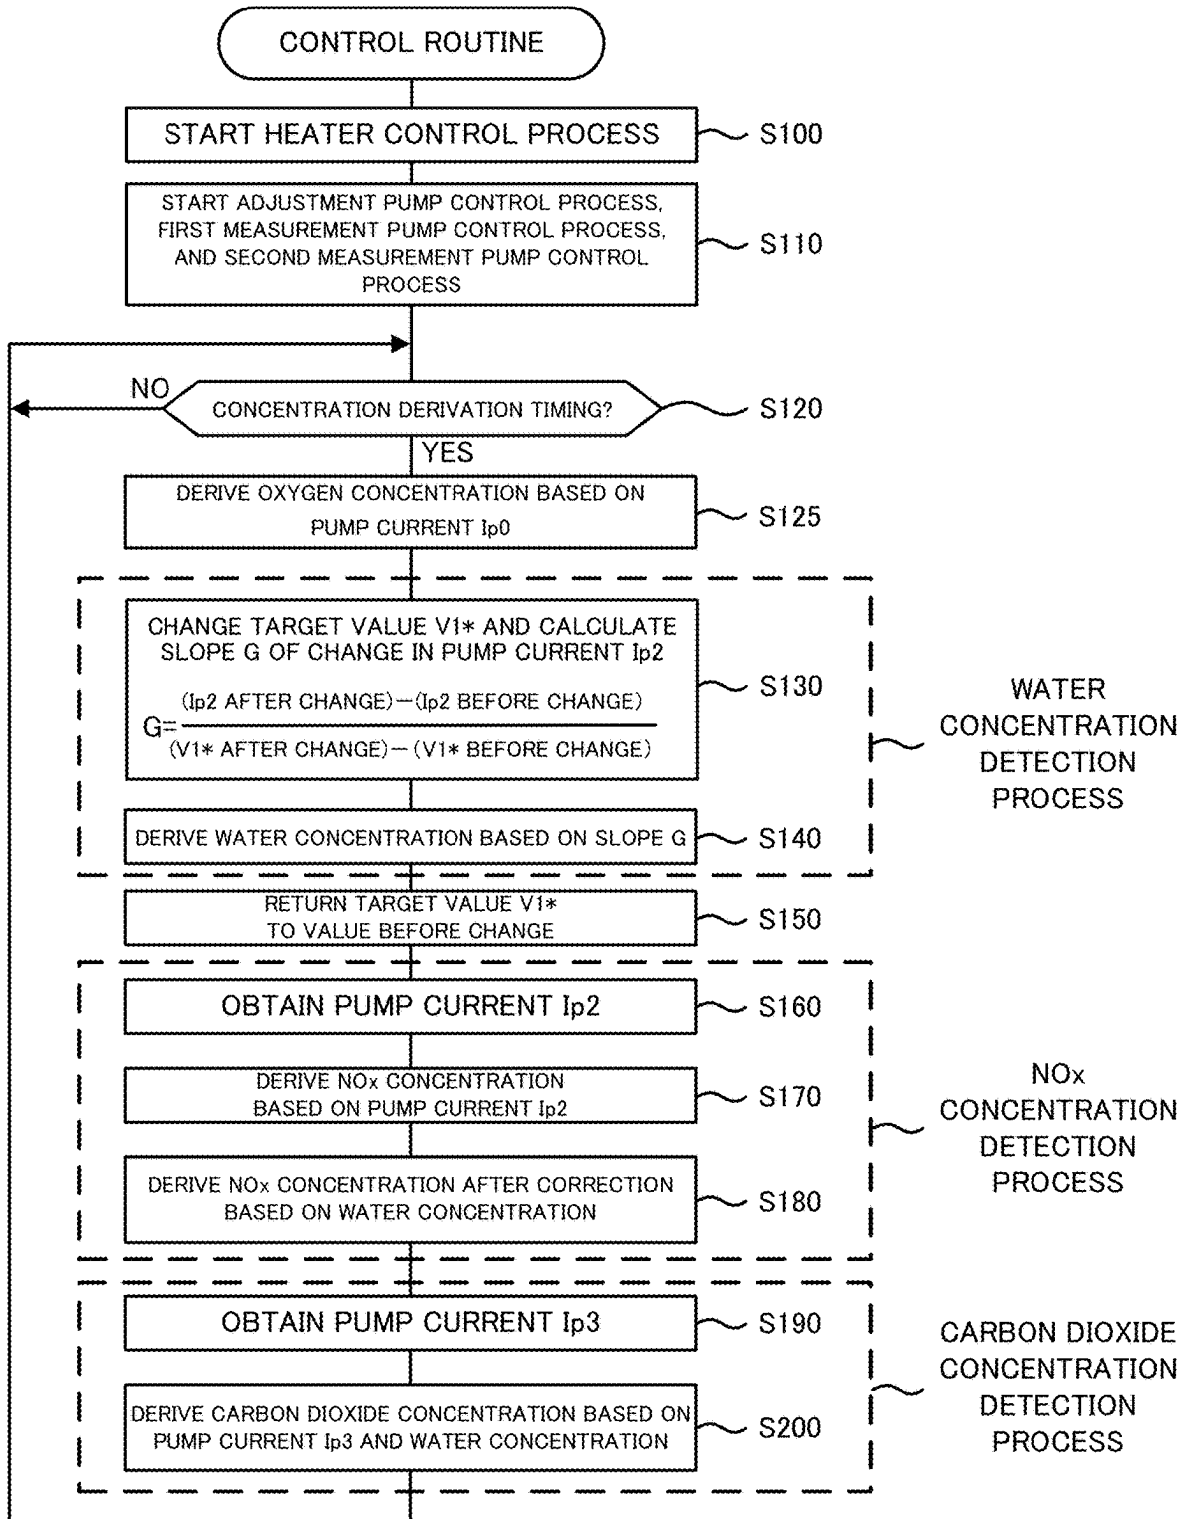 CONTROL ROUTINE
START HEATER CONTROL PROCESS
S100
START ADJUSTMENT PUMP CONTROL PROCESS,
FIRST MEASUREMENT PUMP CONTROL PROCESS,
AND SECOND MEASUREMENT PUMP CONTROL
PROCESS
S110
NO
CONCENTRATION DERIVATION TIMING?
S120
YES
DERIVE OXYGEN CONCENTRATION BASED ON
PUMP CURRENT Ip0
S125
CHANGE TARGET VALUE V1* AND CALCULATE
SLOPE G OF CHANGE IN PUMP CURRENT Ip2
(Ip2 AFTER CHANGE)−(Ip2 BEFORE CHANGE)
G=
(V1* AFTER CHANGE)−(V1* BEFORE CHANGE)
S130
WATER
CONCENTRATION
DETECTION
PROCESS
DERIVE WATER CONCENTRATION BASED ON SLOPE G
S140
RETURN TARGET VALUE V1*
TO VALUE BEFORE CHANGE
S150
OBTAIN PUMP CURRENT Ip2
S160
DERIVE NOx CONCENTRATION
BASED ON PUMP CURRENT Ip2
S170
NOx
CONCENTRATION
DETECTION
PROCESS
DERIVE NOx CONCENTRATION AFTER CORRECTION
BASED ON WATER CONCENTRATION
S180
OBTAIN PUMP CURRENT Ip3
S190
CARBON DIOXIDE
CONCENTRATION
DETECTION
PROCESS
DERIVE CARBON DIOXIDE CONCENTRATION BASED ON
PUMP CURRENT Ip3 AND WATER CONCENTRATION
S200